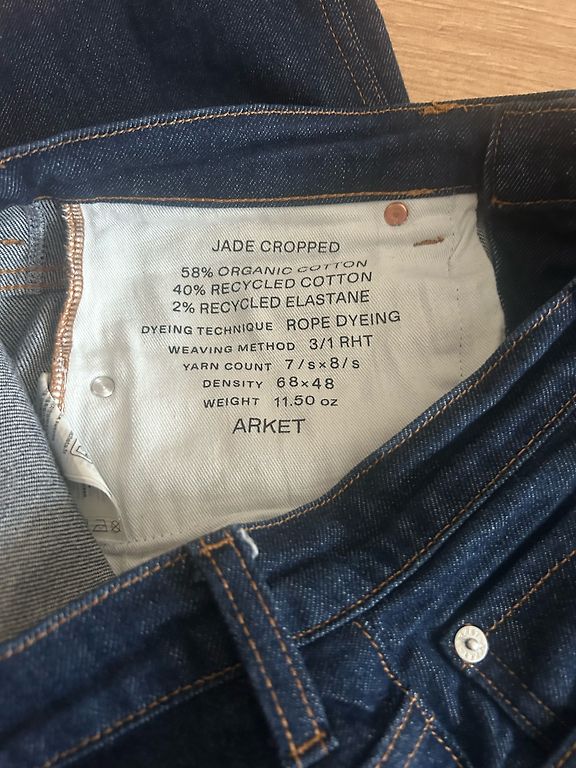 JADE CROPPED
58% ORGANIC COTTON
40% RECYCLED COTTON
2% RECYCLED ELASTANE
DYEING TECHNIQUE ROPE DYEING
WEAVING METHOD 3/1 RHT
YARN COUNT 7/s×8/s
DENSITY 68×48
WEIGHT 11.50 oz
ARKET